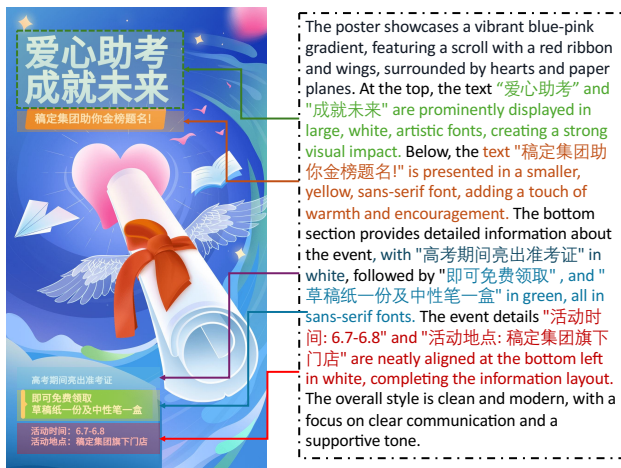 爱心助考
成就未来
稿定集团助你金榜题名!
高考期间亮出准考证
即可免费领取
草稿纸一份及中性笔一盒
活动时间：6.7-6.8
活动地点：稿定集团旗下门店
The poster showcases a vibrant blue-pink
gradient, featuring a scroll with a red ribbon
and wings, surrounded by hearts and paper
planes. At the top, the text “爱心助考” and
"成就未来" are prominently displayed in
large, white, artistic fonts, creating a strong
visual impact. Below, the text "稿定集团助
你金榜题名!" is presented in a smaller,
yellow, sans-serif font, adding a touch of
warmth and encouragement. The bottom
section provides detailed information about
the event, with "高考期间亮出准考证" in
white, followed by "即可免费领取" , and "
草稿纸一份及中性笔一盒" in green, all in
sans-serif fonts. The event details "活动时
间: 6.7-6.8" and "活动地点: 稿定集团旗下
门店" are neatly aligned at the bottom left
in white, completing the information layout.
The overall style is clean and modern, with a
focus on clear communication and a
supportive tone.